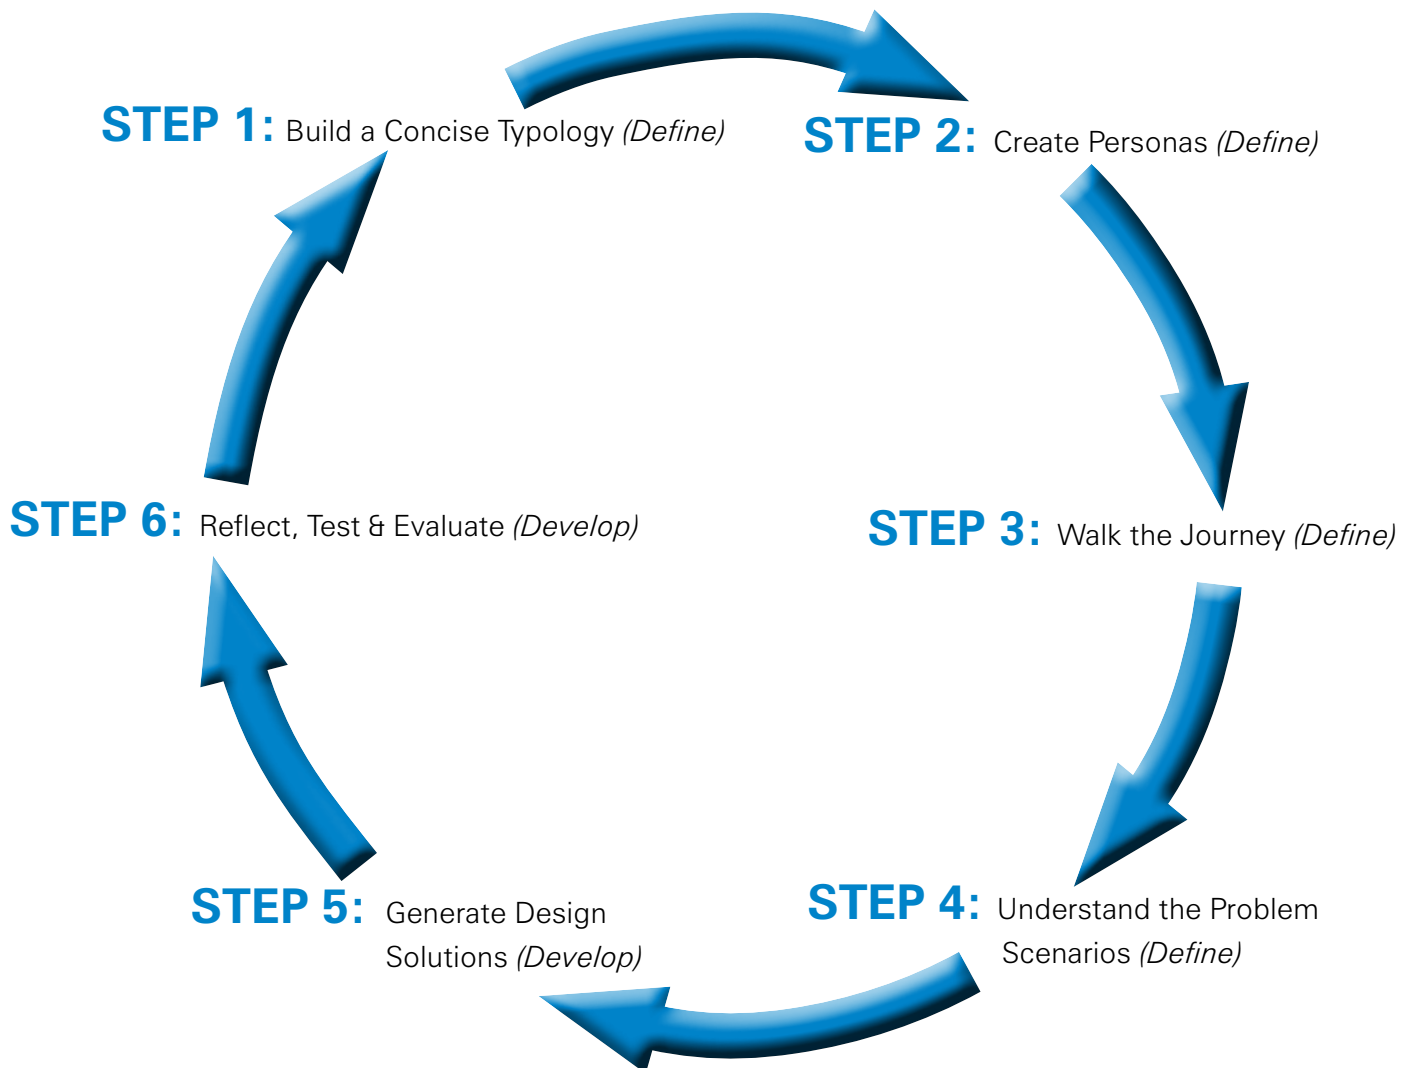 STEP 1: Build a Concise Typology (Define)
STEP 2: Create Personas (Define)
STEP 3: Walk the Journey (Define)
STEP 4: Understand the Problem
Scenarios (Define)
STEP 5: Generate Design
Solutions (Develop)
STEP 6: Reflect, Test & Evaluate (Develop)